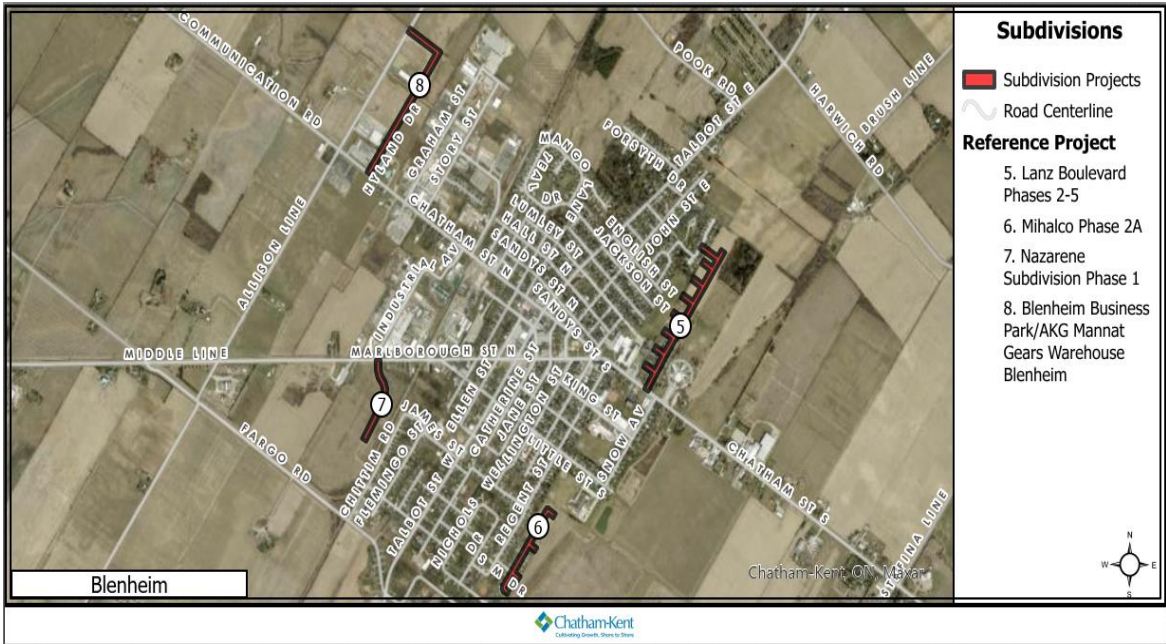 Subdivisions
Subdivision Projects
Road Centerline
Reference Project
5. Lanz Boulevard
Phases 2-5
6. Mihalco Phase 2A
7. Nazarene
Subdivision Phase 1
8. Blenheim Business
Park/AKG Mannat
Gears Warehouse
Blenheim
COMMUNICATION RD
8
HYLAND DR
GRAHAM ST
STORY ST
POOK RD
TALBOT ST E
HARWICH RD
BRUSH LINE
FORSYTH DR
MANGO LANE
TEAL DR
LUMLEY ST
HALL ST N
SANDYS ST N
CHATHAM ST N
ENGLISH ST
JOHN ST E
JACKSON ST
ALLISON LINE
INDUSTRIAL AV
SANDYS ST S
5
MIDDLE LINE
MARLBOROUGH ST N
7
KING ST
ELLEN ST
CATHERINE ST
JANE ST
WELLINGTON ST
JAMES ST
CHITTIM RD
FLEMINGO ST
TALBOT ST W
NICHOLS DR
LITTLE ST S
SNOW AV
REGENT ST S
CHATHAM ST S
FARGO RD
6
M DR
Chatham-Kent, ON, Maxar
Blenheim
N
W
E
S
Chatham-Kent
Cultivating Growth, Shore to Shore